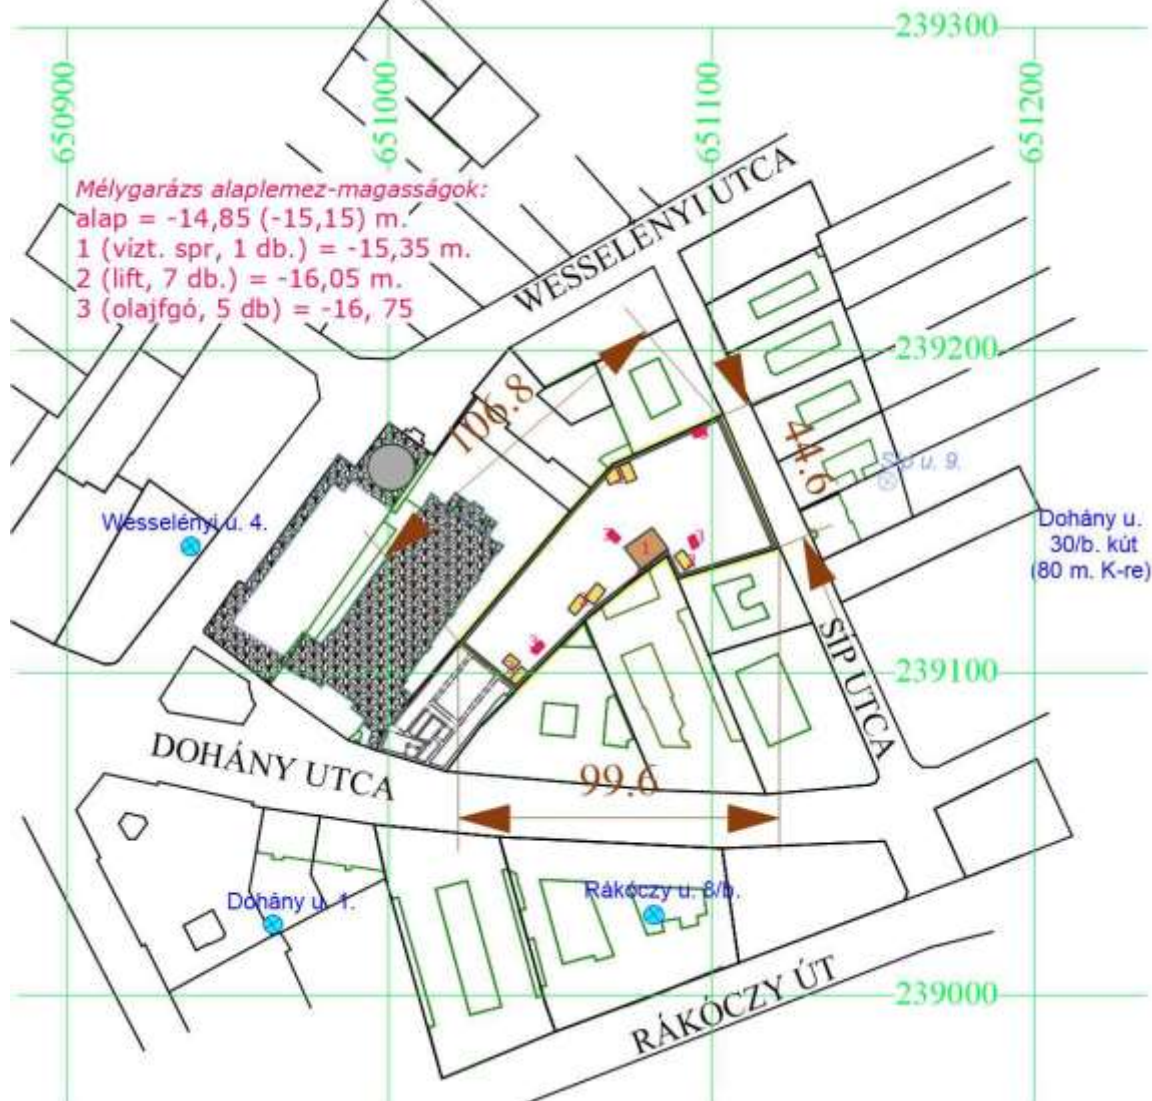 239300
650900
651000
651100
651200
Mélygarázs alaplemez-magasságok:
alap = -14,85 (-15,15) m.
1 (vízt. spr, 1 db.) = -15,35 m.
2 (lift, 7 db.) = -16,05 m.
3 (olajfgó, 5 db) = -16, 75
WESSELÉNYI UTCA
239200
106.8
44.6
Síp u. 9.
Wesselényi u. 4.
Dohány u.
30/b. kút
(80 m. K-re)
1
SÍP UTCA
239100
DOHÁNY UTCA
99.6
Rákóczy u. 8/b.
Dohány u. 1.
239000
RÁKÓCZY ÚT